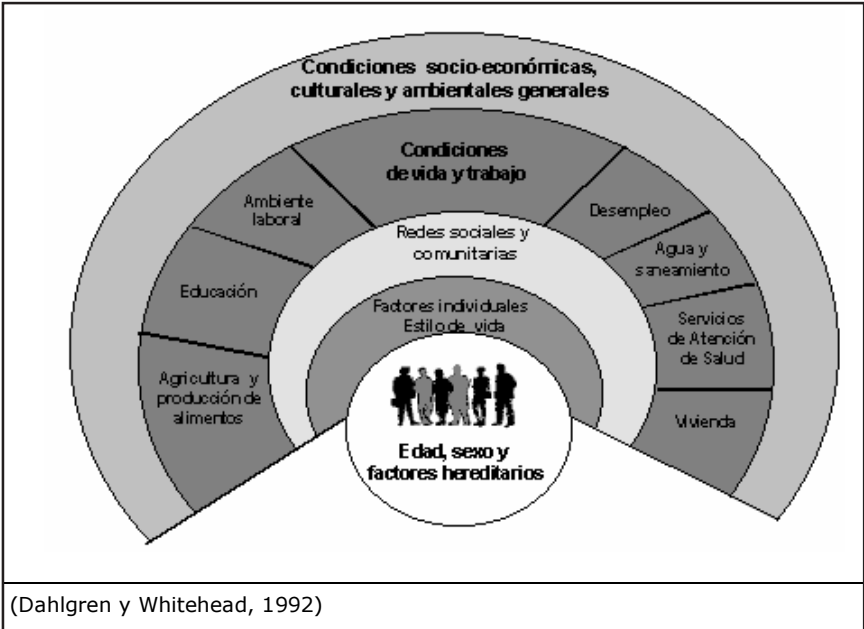 Condiciones socio-económicas,
culturales y ambientales generales
Condiciones
de vida y trabajo
Ambiente
laboral
Desempleo
Redes sociales y
comunitarias
Agua y
saneamiento
Educación
Factores individuales
Estilo de vida
Servicios
de Atención
de Salud
Agricultura y
producción de
alimentos
Vivienda
Edad, sexo y
factores hereditarios
(Dahlgren y Whitehead, 1992)